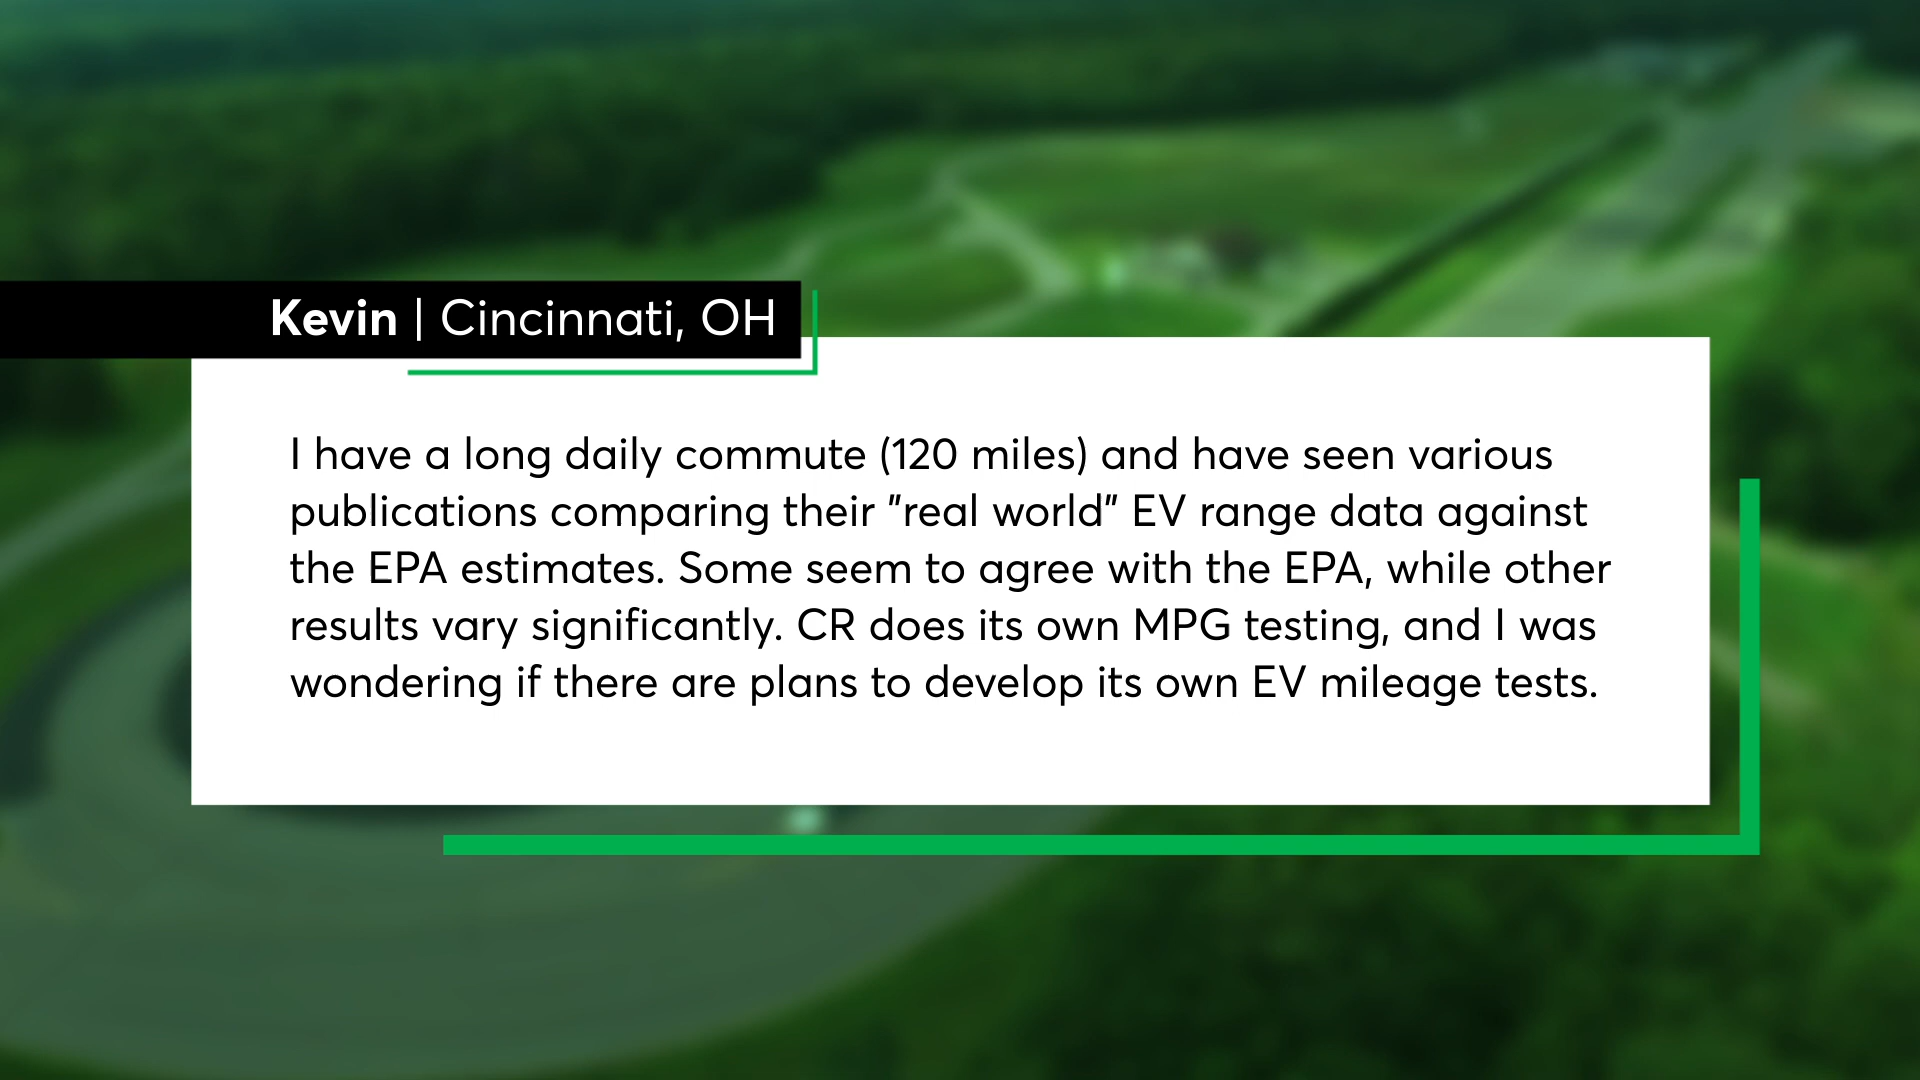 Kevin | Cincinnati, OH
I have a long daily commute (120 miles) and have seen various
publications comparing their "real world" EV range data against
the EPA estimates. Some seem to agree with the EPA, while other
results vary significantly. CR does its own MPG testing, and I was
wondering if there are plans to develop its own EV mileage tests.